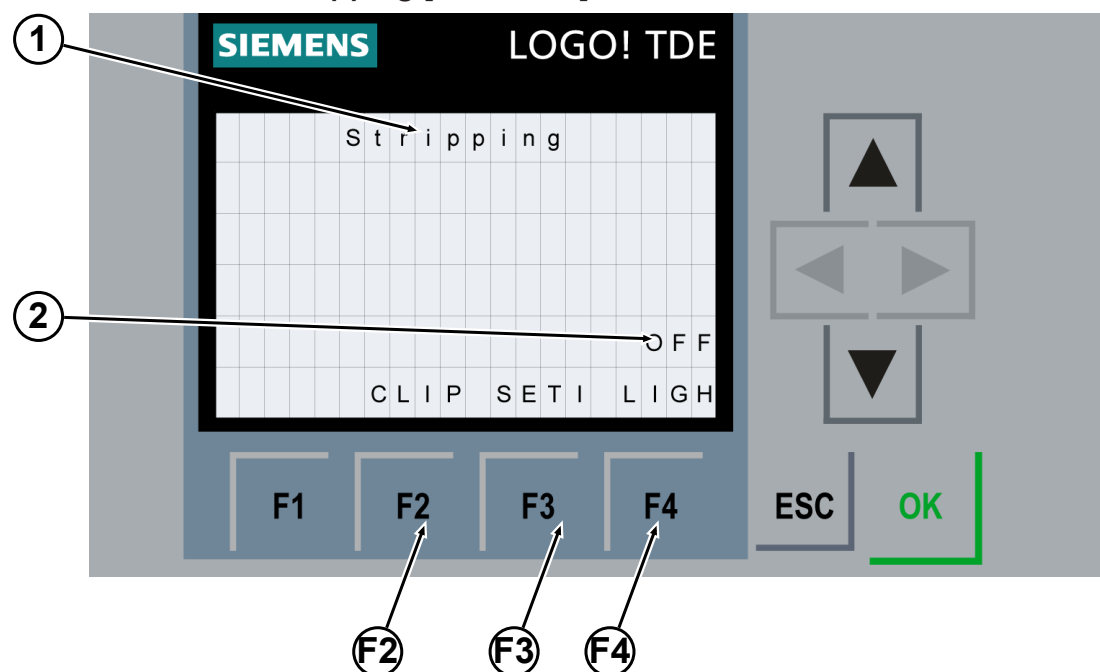 1
SIEMENS LOGO! TDE
Stripping
2
OFF
CLIP SETI LIGH
F1 F2 F3 F4 ESC OK
F2 F3 F4